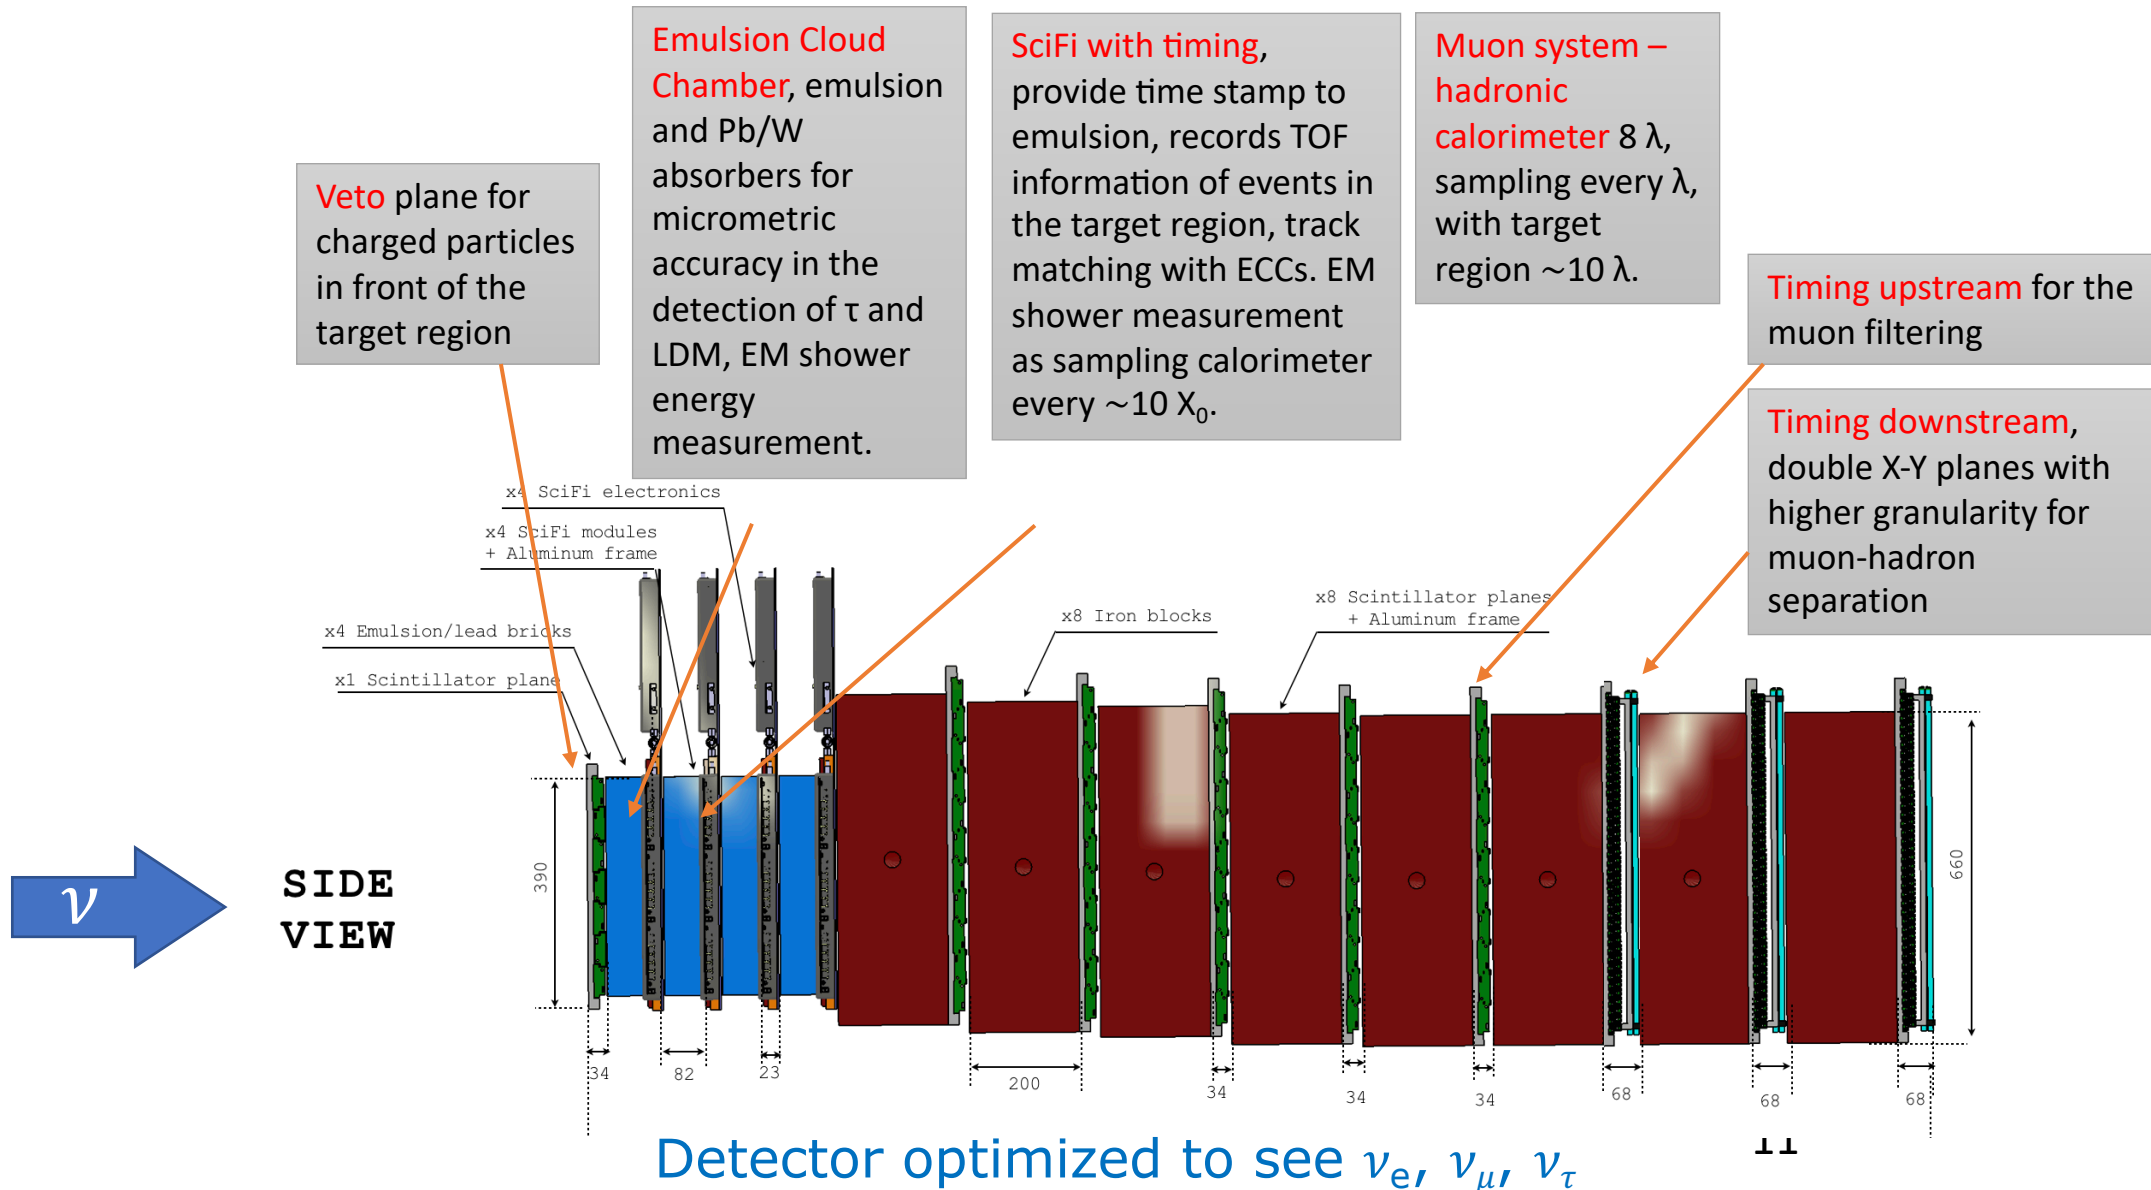 Emulsion Cloud
Chamber, emulsion
and Pb/W
absorbers for
micrometric
accuracy in the
detection of τ and
LDM, EM shower
energy
measurement.
SciFi with timing,
provide time stamp to
emulsion, records TOF
information of events in
the target region, track
matching with ECCs. EM
shower measurement
as sampling calorimeter
every ~10 X₀.
Muon system –
hadronic
calorimeter 8 λ,
sampling every λ,
with target
region ~10 λ.
Veto plane for
charged particles
in front of the
target region
Timing upstream for the
muon filtering
Timing downstream,
double X-Y planes with
higher granularity for
muon-hadron
separation
x4 SciFi electronics
x4 SciFi modules
+ Aluminum frame
x4 Emulsion/lead bricks
x1 Scintillator plane
x8 Iron blocks
x8 Scintillator planes
+ Aluminum frame
390
660
ν
SIDE
VIEW
34
82
23
200
34
34
34
68
68
68
Detector optimized to see νe, νμ, ντ